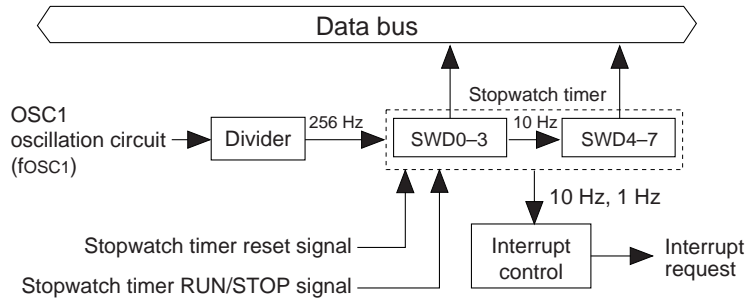 Data bus
Stopwatch timer
OSC1
oscillation circuit
(fOSC1)
Divider
256 Hz
SWD0–3
10 Hz
SWD4–7
10 Hz, 1 Hz
Stopwatch timer reset signal
Stopwatch timer RUN/STOP signal
Interrupt
control
Interrupt
request